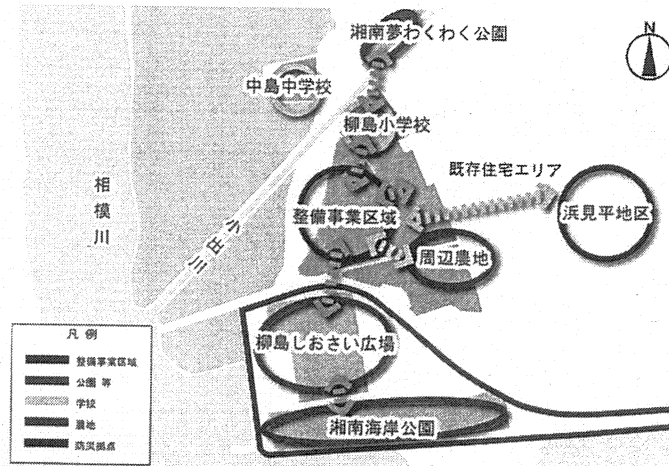 湘南夢わくわく公園
N
中島中学校
柳島小学校
既存住宅エリア
相模川
整備事業区域
浜見平地区
小出川
周辺農地
柳島しおさい広場
湘南海岸公園
凡例
整備事業区域
公園 等
学校
農地
防災拠点